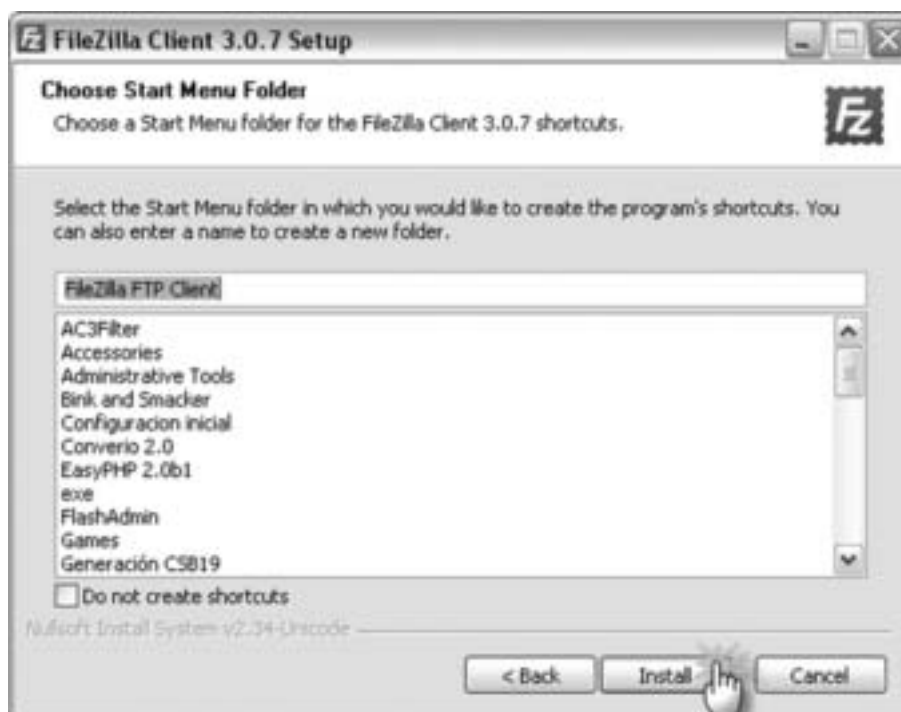 FileZilla Client 3.0.7 Setup
Choose Start Menu Folder
Choose a Start Menu folder for the FileZilla Client 3.0.7 shortcuts.
Fz
Select the Start Menu folder in which you would like to create the program's shortcuts. You
can also enter a name to create a new folder.
FileZilla FTP Client
AC3Filter
Accessories
Administrative Tools
Bink and Smacker
Configuracion inicial
Converio 2.0
EasyPHP 2.0b1
exe
FlashAdmin
Games
Generación CSB19
Do not create shortcuts
Nullsoft Install System v2.34-Unicode
< Back
Install
Cancel